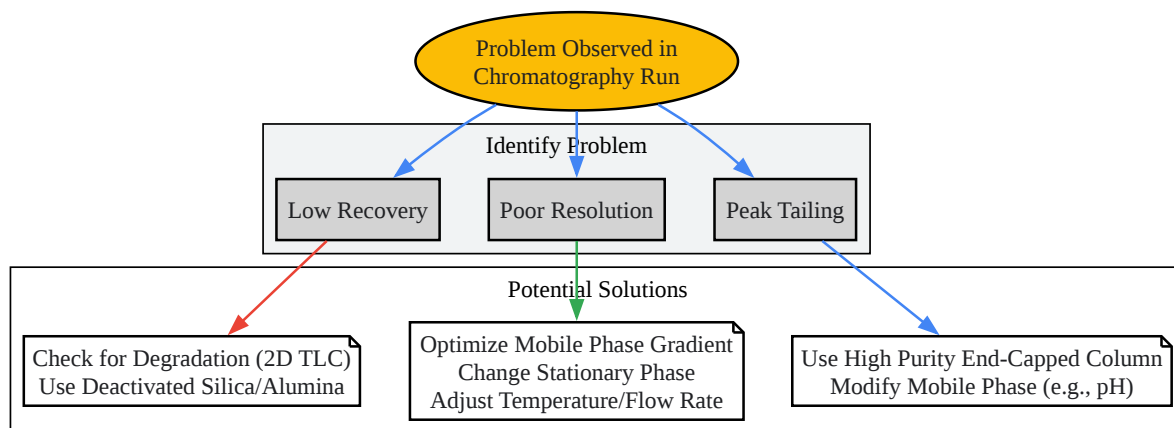 Problem Observed in
Chromatography Run
Identify Problem
Low Recovery
Poor Resolution
Peak Tailing
Potential Solutions
Check for Degradation (2D TLC)
Use Deactivated Silica/Alumina
Optimize Mobile Phase Gradient
Change Stationary Phase
Adjust Temperature/Flow Rate
Use High Purity End-Capped Column
Modify Mobile Phase (e.g., pH)